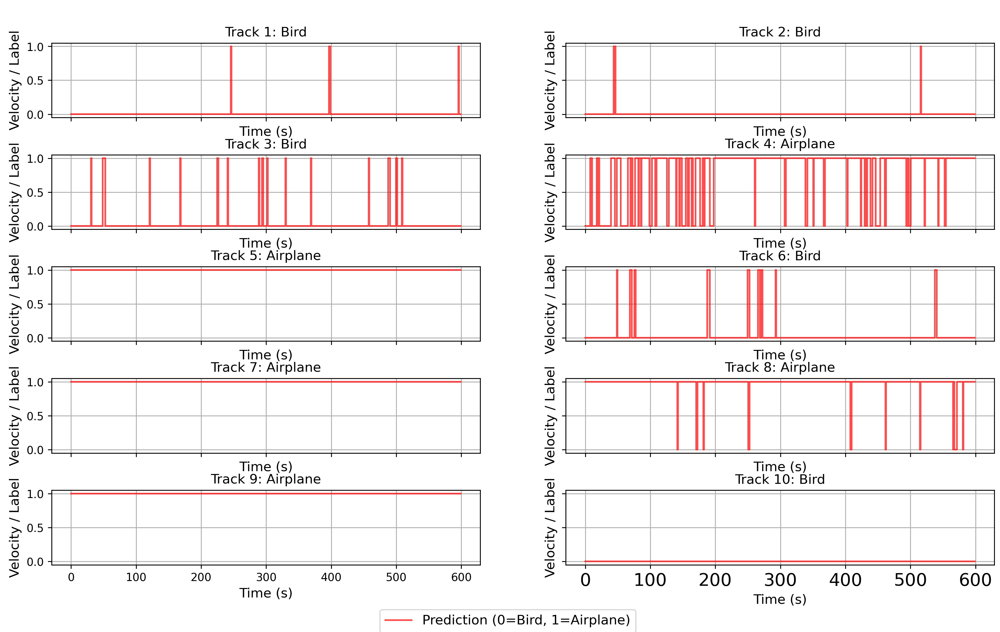 Track 1: Bird
Velocity / Label
1.0
0.5
0.0
Time (s)
Track 2: Bird
Velocity / Label
Time (s)
Track 3: Bird
Velocity / Label
1.0
0.5
0.0
Time (s)
Track 4: Airplane
Velocity / Label
Time (s)
Track 5: Airplane
Velocity / Label
1.0
0.5
0.0
Time (s)
Track 6: Bird
Velocity / Label
Time (s)
Track 7: Airplane
Velocity / Label
1.0
0.5
0.0
Time (s)
Track 8: Airplane
Velocity / Label
Time (s)
Track 9: Airplane
Velocity / Label
1.0
0.5
0.0
0 100 200 300 400 500 600
Time (s)
Track 10: Bird
Velocity / Label
0 100 200 300 400 500 600
Time (s)
Prediction (0=Bird, 1=Airplane)